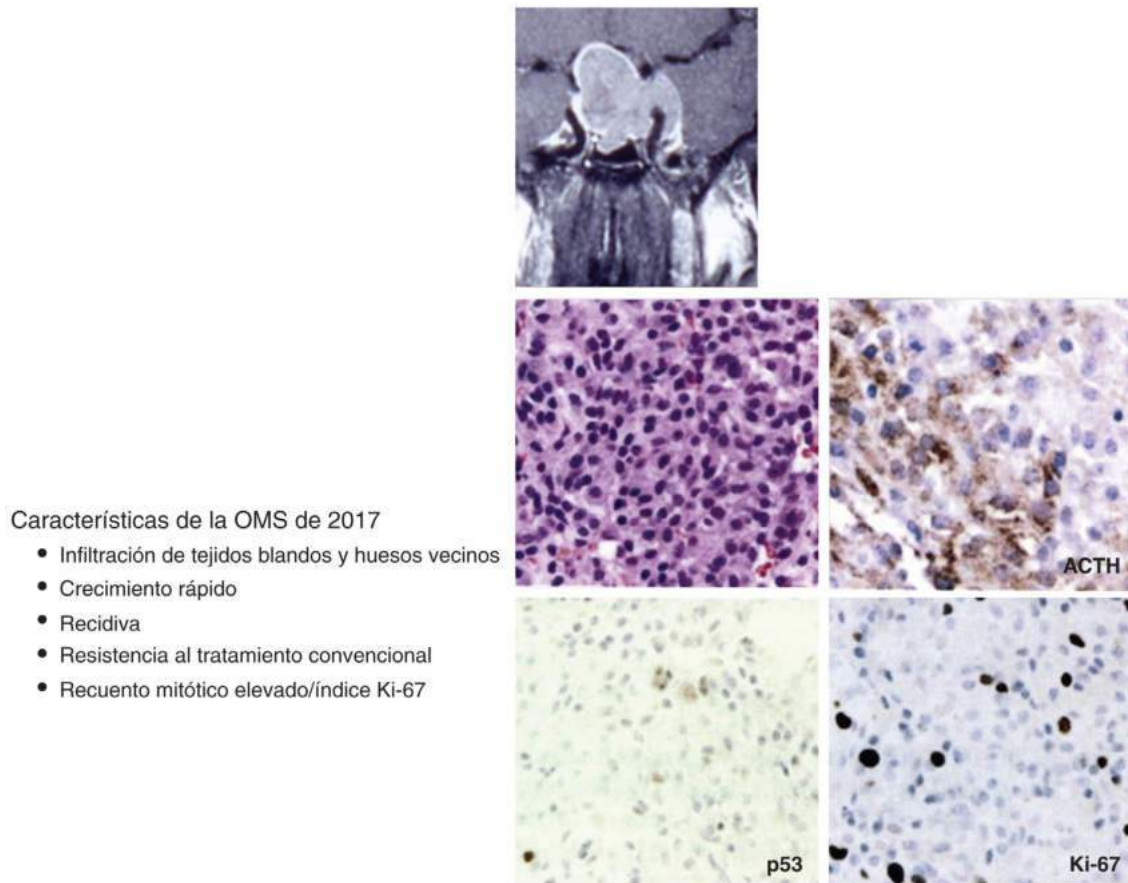 Características de la OMS de 2017
• Infiltración de tejidos blandos y huesos vecinos
• Crecimiento rápido
• Recidiva
• Resistencia al tratamiento convencional
• Recuento mitótico elevado/índice Ki-67
ACTH
p53
Ki-67